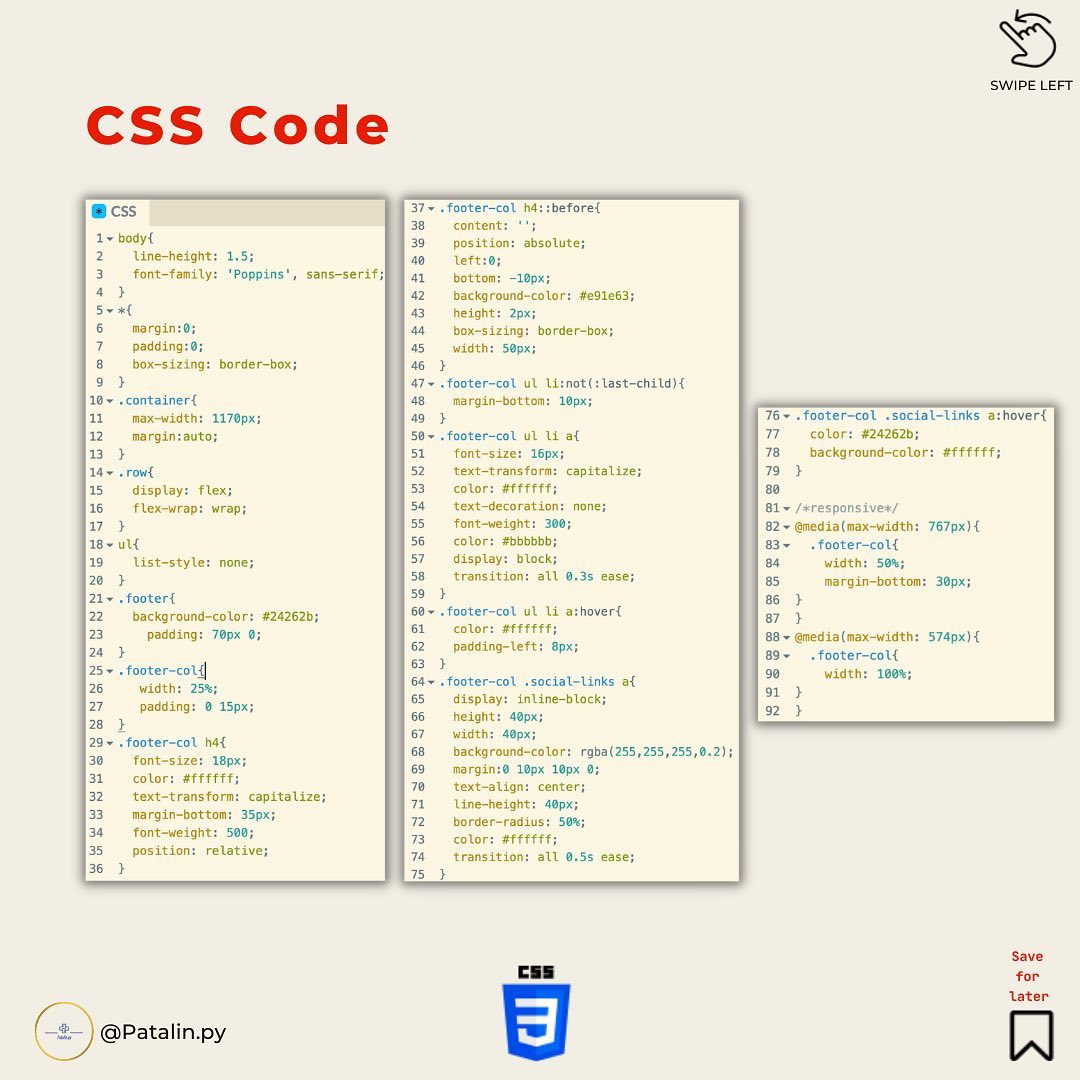 SWIPE LEFT
CSS Code
* CSS
1 body{
2 line-height: 1.5;
3 font-family: 'Poppins', sans-serif;
4 }
5 *{
6 margin:0;
7 padding:0;
8 box-sizing: border-box;
9 }
10 .container{
11 max-width: 1170px;
12 margin:auto;
13 }
14 .row{
15 display: flex;
16 flex-wrap: wrap;
17 }
18 ul{
19 list-style: none;
20 }
21 .footer{
22 background-color: #24262b;
23 padding: 70px 0;
24 }
25 .footer-col{
26 width: 25%;
27 padding: 0 15px;
28 }
29 .footer-col h4{
30 font-size: 18px;
31 color: #ffffff;
32 text-transform: capitalize;
33 margin-bottom: 35px;
34 font-weight: 500;
35 position: relative;
36 }
37 .footer-col h4::before{
38 content: '';
39 position: absolute;
40 left:0;
41 bottom: -10px;
42 background-color: #e91e63;
43 height: 2px;
44 box-sizing: border-box;
45 width: 50px;
46 }
47 .footer-col ul li:not(:last-child){
48 margin-bottom: 10px;
49 }
50 .footer-col ul li a{
51 font-size: 16px;
52 text-transform: capitalize;
53 color: #ffffff;
54 text-decoration: none;
55 font-weight: 300;
56 color: #bbbbbb;
57 display: block;
58 transition: all 0.3s ease;
59 }
60 .footer-col ul li a:hover{
61 color: #ffffff;
62 padding-left: 8px;
63 }
64 .footer-col .social-links a{
65 display: inline-block;
66 height: 40px;
67 width: 40px;
68 background-color: rgba(255,255,255,0.2);
69 margin:0 10px 10px 0;
70 text-align: center;
71 line-height: 40px;
72 border-radius: 50%;
73 color: #ffffff;
74 transition: all 0.5s ease;
75 }
76 .footer-col .social-links a:hover{
77 color: #24262b;
78 background-color: #ffffff;
79 }
80
81 /*responsive*/
82 @media(max-width: 767px){
83 .footer-col{
84 width: 50%;
85 margin-bottom: 30px;
86 }
87 }
88 @media(max-width: 574px){
89 .footer-col{
90 width: 100%;
91 }
92 }
@Patalin.py
CSS
3
Save
for
later